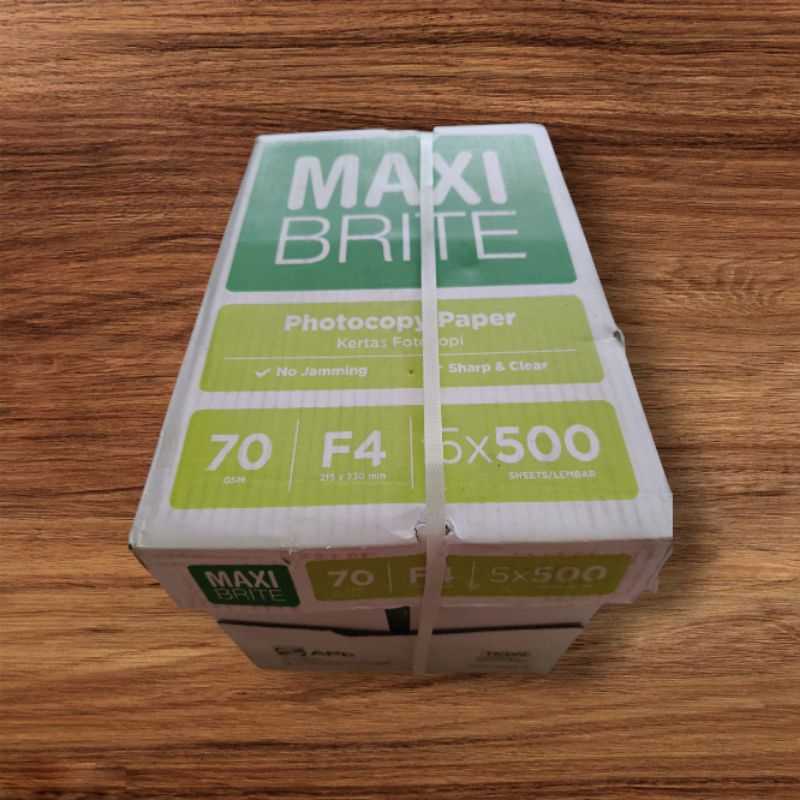 MAXI
BRITE
Photocopy Paper
Kertas Fotokopi
No Jamming Sharp & Clear
70 F4 5x500
GSM 215 x 330 mm SHEETS/LEMBAR
MAXI
BRITE
70 F4 5x500